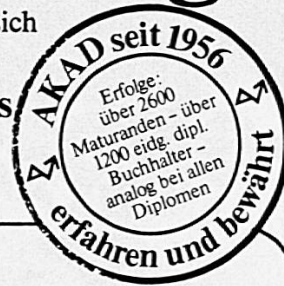 ich
s
AKAD seit 1956
Erfolge:
über 2600
Maturanden – über
1200 eidg. dipl.
Buchhalter –
analog bei allen
Diplomen
erfahren und bewährt